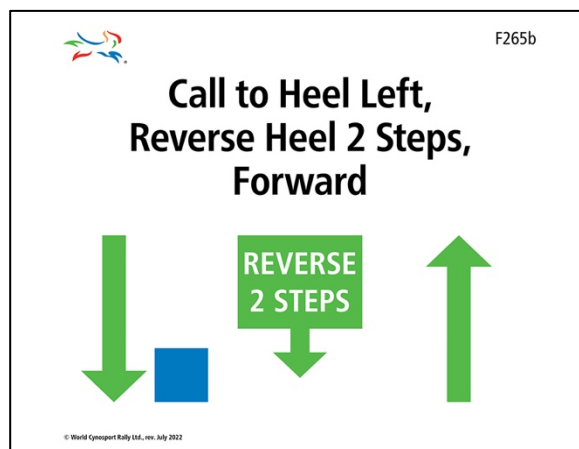 F265b
Call to Heel Left,
Reverse Heel 2 Steps,
Forward
REVERSE
2 STEPS
© World Cynosport Rally Ltd., rev. July 2022